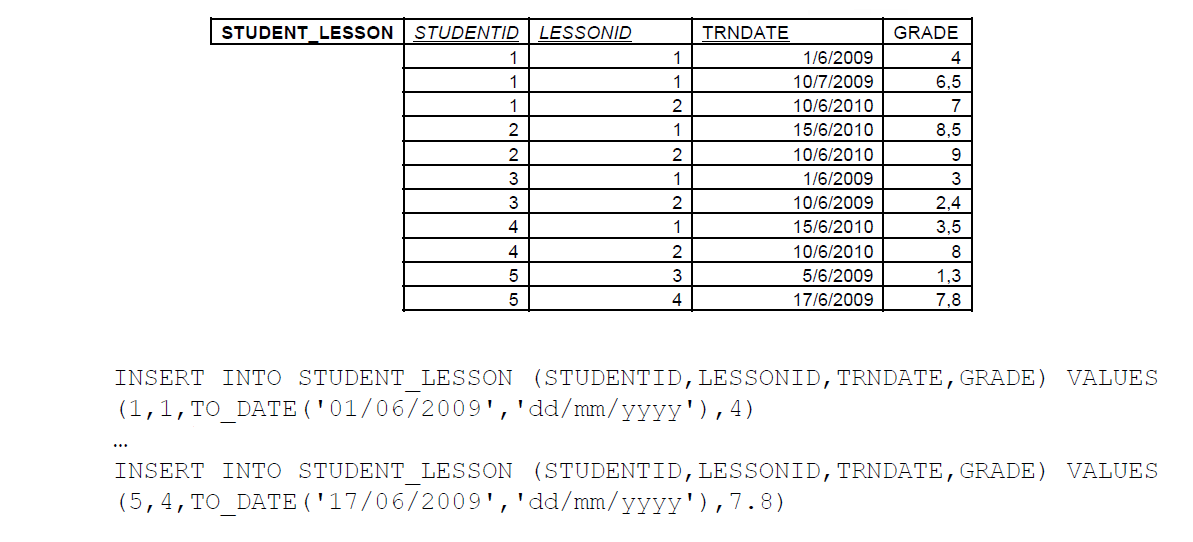 STUDENT_LESSON STUDENTID LESSONID TRNDATE GRADE
1 1 1/6/2009 4
1 1 10/7/2009 6,5
1 2 10/6/2010 7
2 1 15/6/2010 8,5
2 2 10/6/2010 9
3 1 1/6/2009 3
3 2 10/6/2009 2,4
4 1 15/6/2010 3,5
4 2 10/6/2010 8
5 3 5/6/2009 1,3
5 4 17/6/2009 7,8
INSERT INTO STUDENT_LESSON (STUDENTID,LESSONID,TRNDATE,GRADE) VALUES
(1,1,TO_DATE('01/06/2009','dd/mm/yyyy'),4)
…
INSERT INTO STUDENT_LESSON (STUDENTID,LESSONID,TRNDATE,GRADE) VALUES
(5,4,TO_DATE('17/06/2009','dd/mm/yyyy'),7.8)